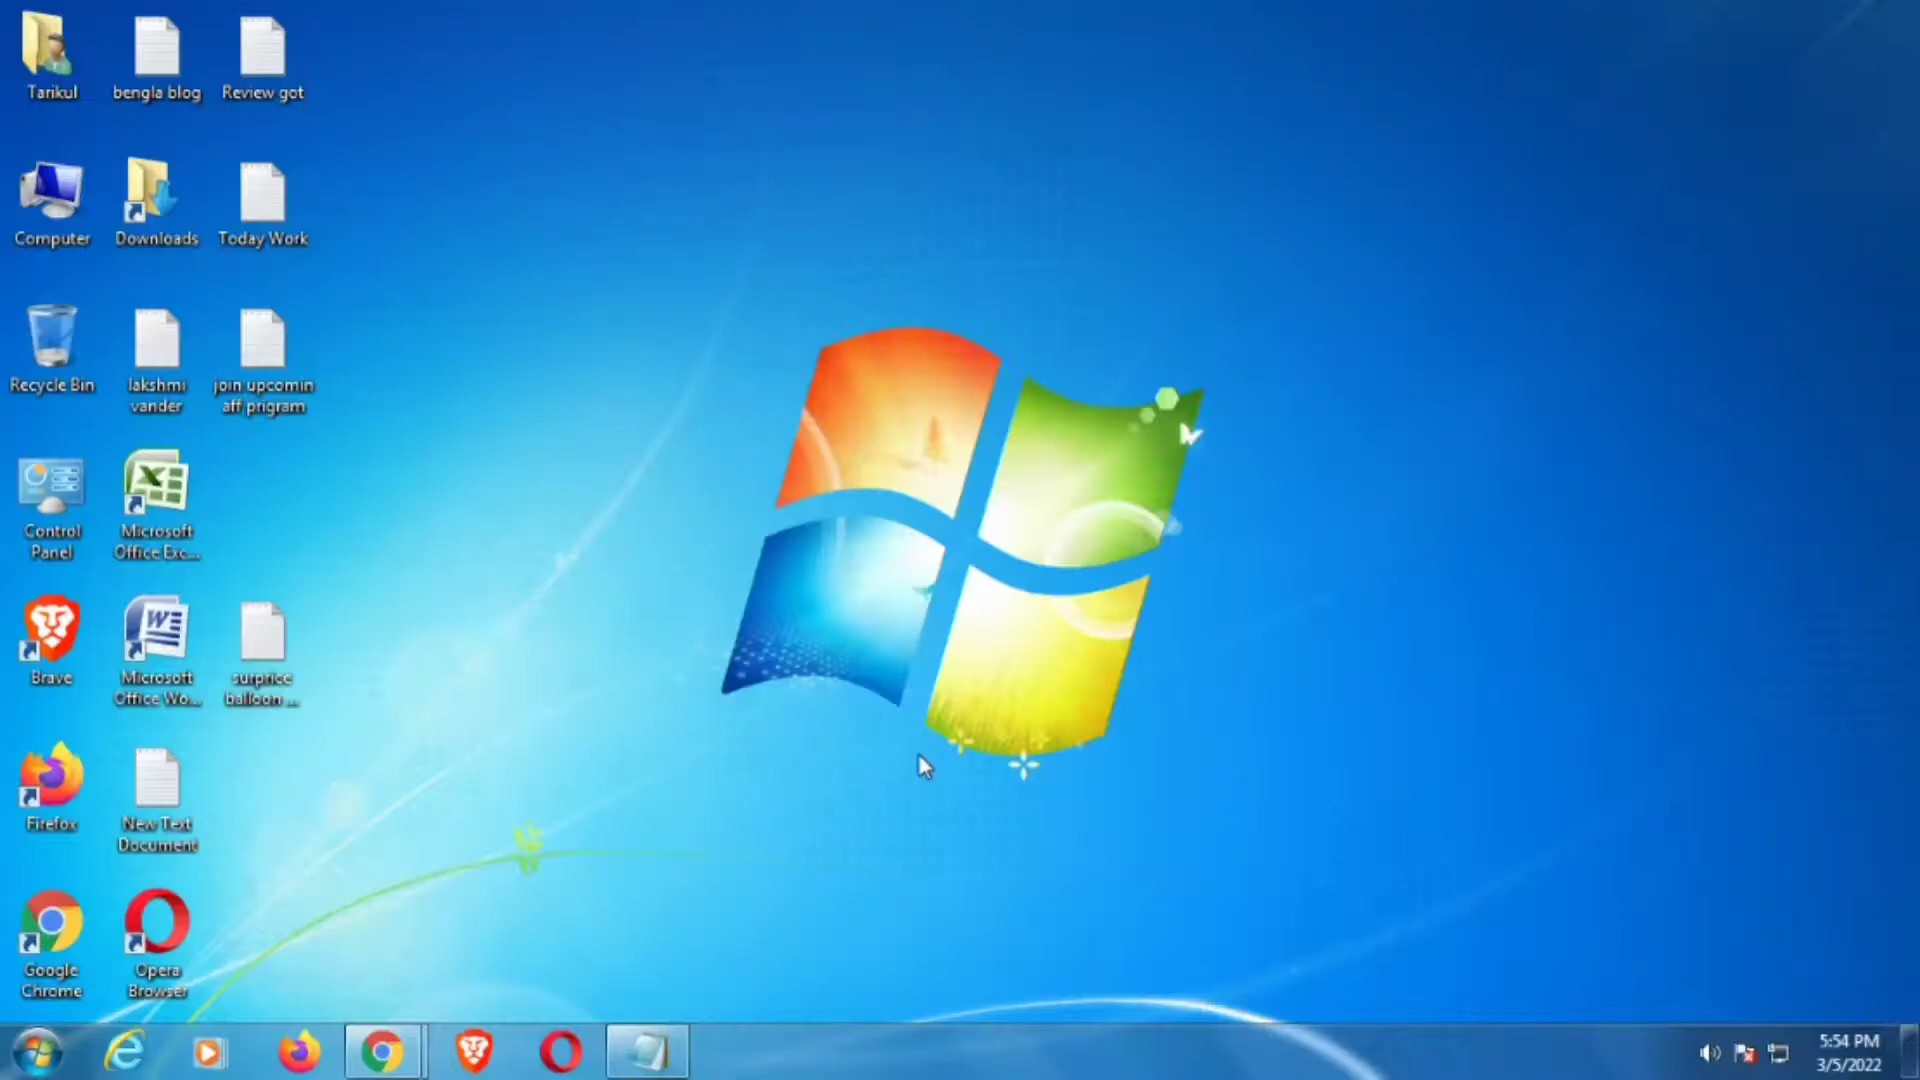 Tarikul
bengla blog
Review got
Computer
Downloads
Today Work
Recycle Bin
lakshmi
vander
join upcomin
aff prigram
Control
Panel
Microsoft
Office Exc...
Brave
Microsoft
Office Wo...
surprice
balloon ...
Firefox
New Text
Document
Google
Chrome
Opera
Browser
5:54 PM
3/5/2022